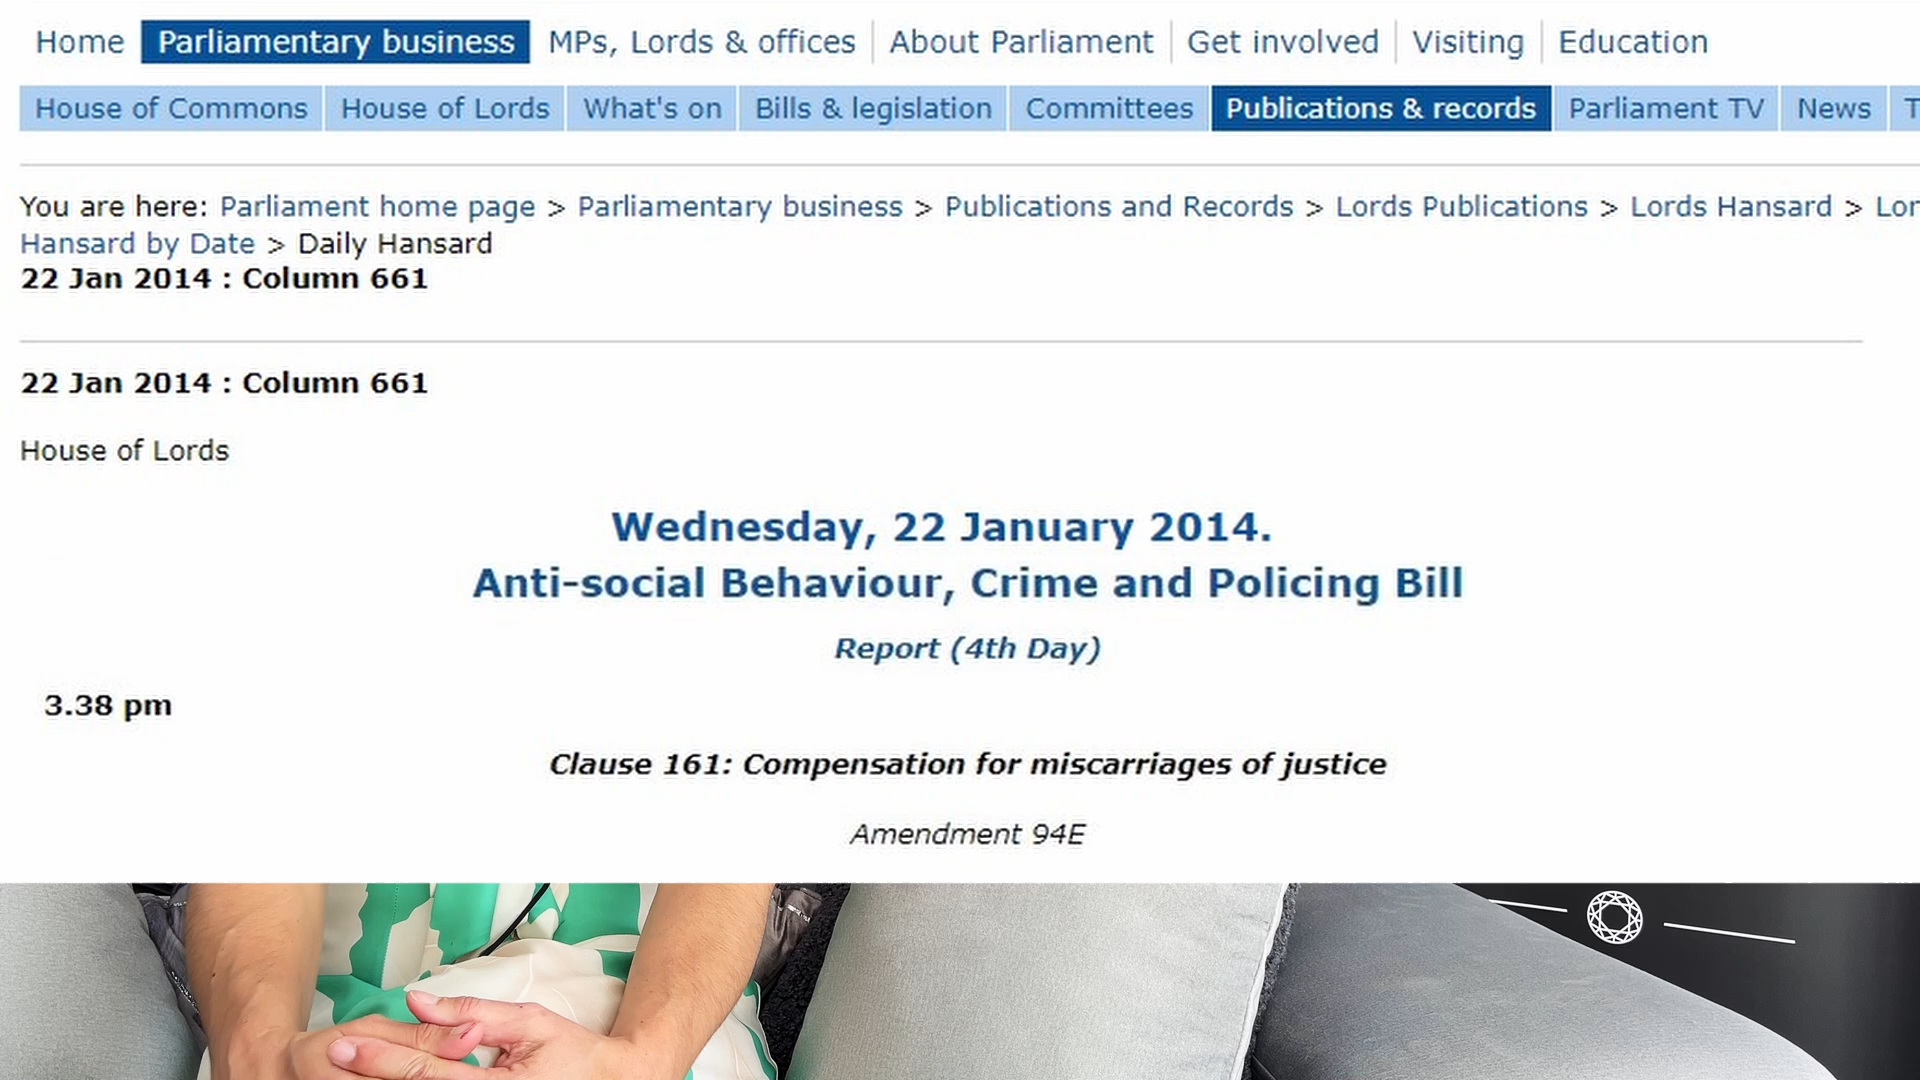 Home Parliamentary business MPs, Lords & offices About Parliament Get involved Visiting Education
House of Commons House of Lords What's on Bills & legislation Committees Publications & records Parliament TV News T
You are here: Parliament home page > Parliamentary business > Publications and Records > Lords Publications > Lords Hansard > Lor
Hansard by Date > Daily Hansard
22 Jan 2014 : Column 661
22 Jan 2014 : Column 661
House of Lords
Wednesday, 22 January 2014.
Anti-social Behaviour, Crime and Policing Bill
Report (4th Day)
3.38 pm
Clause 161: Compensation for miscarriages of justice
Amendment 94E